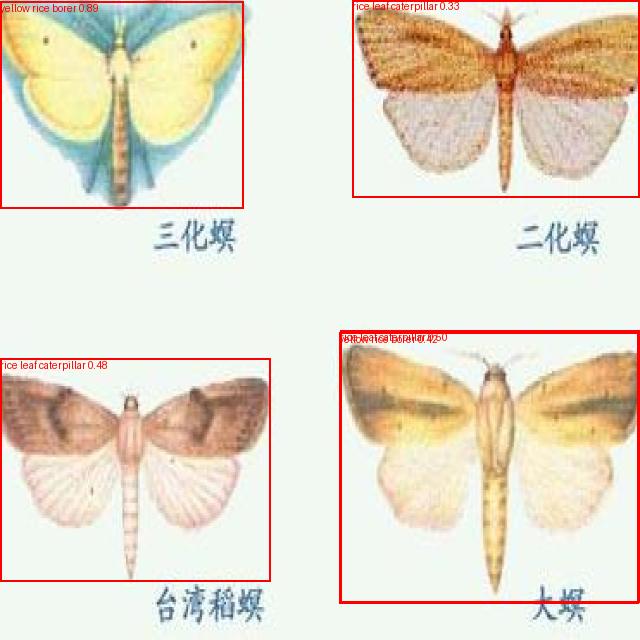 yellow rice borer 0.89
rice leaf caterpillar 0.33
三化螟
二化螟
rice leaf caterpillar 0.48
rice leaf caterpillar 0.50
yellow rice borer 0.42
台湾稻螟
大螟